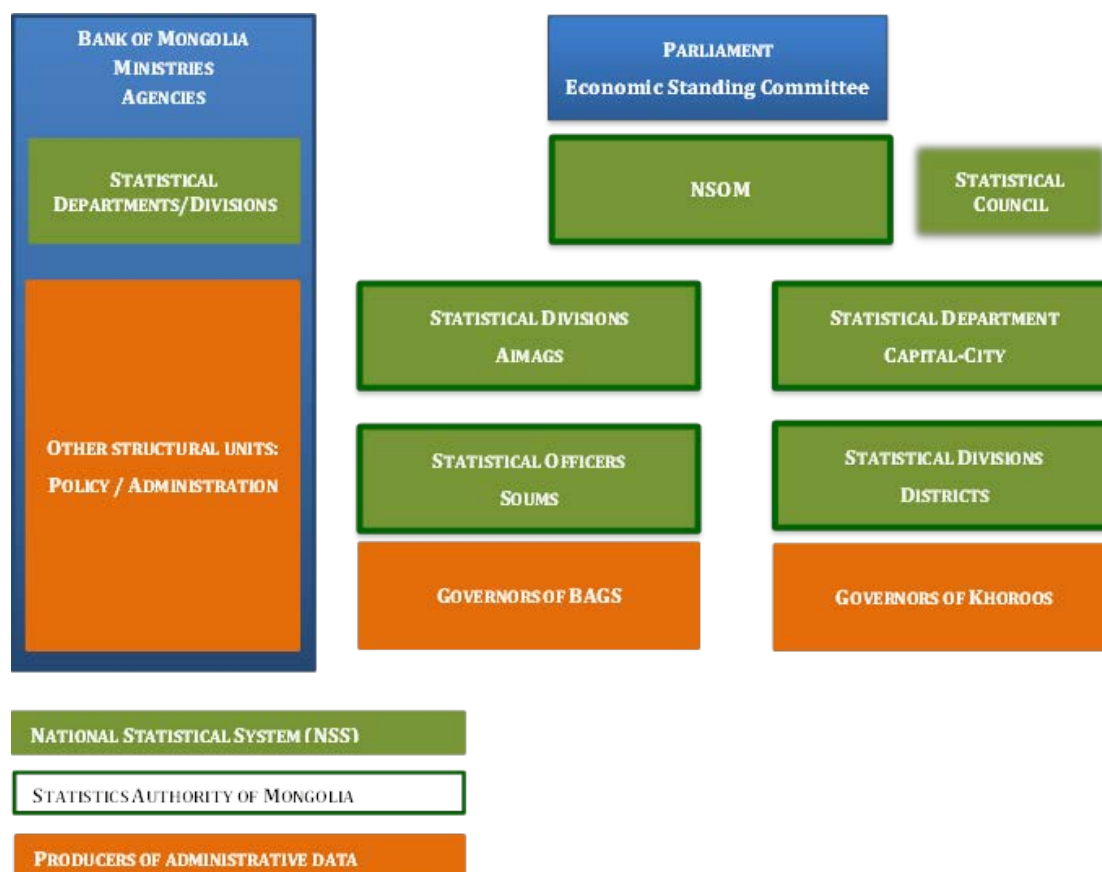 BANK OF MONGOLIA
MINISTRIES
AGENCIES
STATISTICAL
DEPARTMENTS/DIVISIONS
OTHER STRUCTURAL UNITS:
POLICY / ADMINISTRATION
PARLIAMENT
Economic Standing Committee
NSOM
STATISTICAL
COUNCIL
STATISTICAL DIVISIONS
AIMAGS
STATISTICAL DEPARTMENT
CAPITAL-CITY
STATISTICAL OFFICERS
SOUMS
STATISTICAL DIVISIONS
DISTRICTS
GOVERNORS OF BAGS
GOVERNORS OF KHOROOS
NATIONAL STATISTICAL SYSTEM (NSS)
STATISTICS AUTHORITY OF MONGOLIA
PRODUCERS OF ADMINISTRATIVE DATA